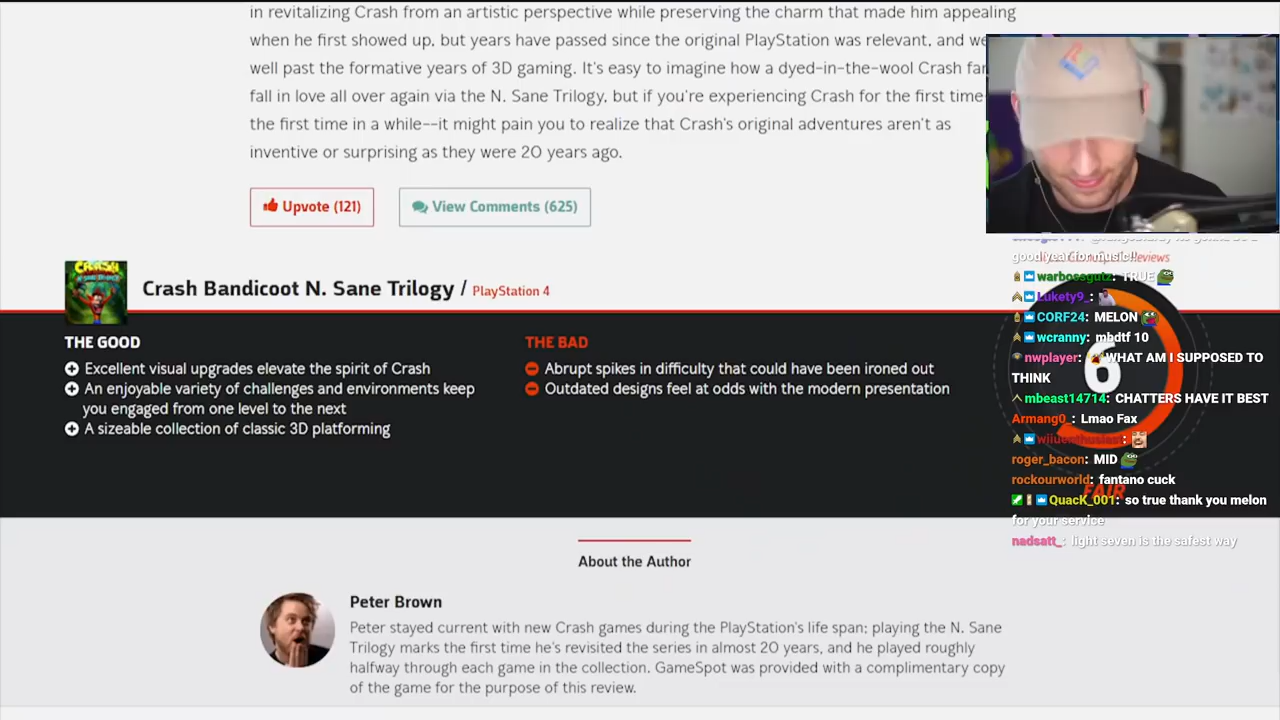 in revitalizing Crash from an artistic perspective while preserving the charm that made him appealing
when he first showed up, but years have passed since the original PlayStation was relevant, and we
well past the formative years of 3D gaming. It's easy to imagine how a dyed-in-the-wool Crash fan
fall in love all over again via the N. Sane Trilogy, but if you're experiencing Crash for the first time
the first time in a while--it might pain you to realize that Crash's original adventures aren't as
inventive or surprising as they were 20 years ago.
Upvote (121)
View Comments (625)
CRASH
Crash Bandicoot N. Sane Trilogy / PlayStation 4
THE GOOD
Excellent visual upgrades elevate the spirit of Crash
An enjoyable variety of challenges and environments keep
you engaged from one level to the next
A sizeable collection of classic 3D platforming
THE BAD
Abrupt spikes in difficulty that could have been ironed out
Outdated designs feel at odds with the modern presentation
6
FAIR
good year for music!!
warbossgutz: TRUE
Lukety9_:
CORF24: MELON
wcranny: mbdtf 10
nwplayer: WHAT AM I SUPPOSED TO
THINK
mbeast14714: CHATTERS HAVE IT BEST
Armang0_: Lmao Fax
wiiuenthusiast:
roger_bacon: MID
rockourworld: fantano cuck
QuacK_001: so true thank you melon
for your service
nadsatt_: light seven is the safest way
About the Author
Peter Brown
Peter stayed current with new Crash games during the PlayStation's life span; playing the N. Sane
Trilogy marks the first time he's revisited the series in almost 20 years, and he played roughly
halfway through each game in the collection. GameSpot was provided with a complimentary copy
of the game for the purpose of this review.